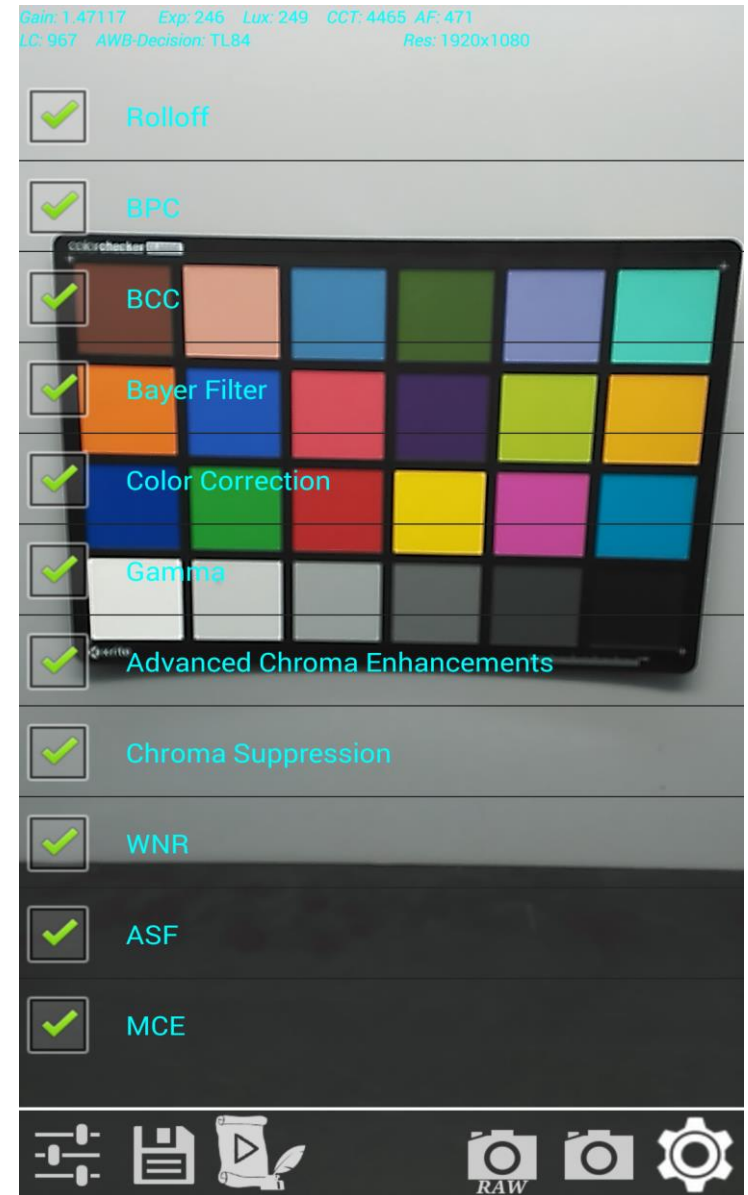 Gain: 1.47117 Exp: 246 Lux: 249 CCT: 4465 AF: 471
LC: 967 AWB-Decision: TL84 Res: 1920x1080
Rolloff
BPC
colorchecker
BCC
Bayer Filter
Color Correction
Gamma
Advanced Chroma Enhancements
Chroma Suppression
WNR
ASF
MCE
RAW